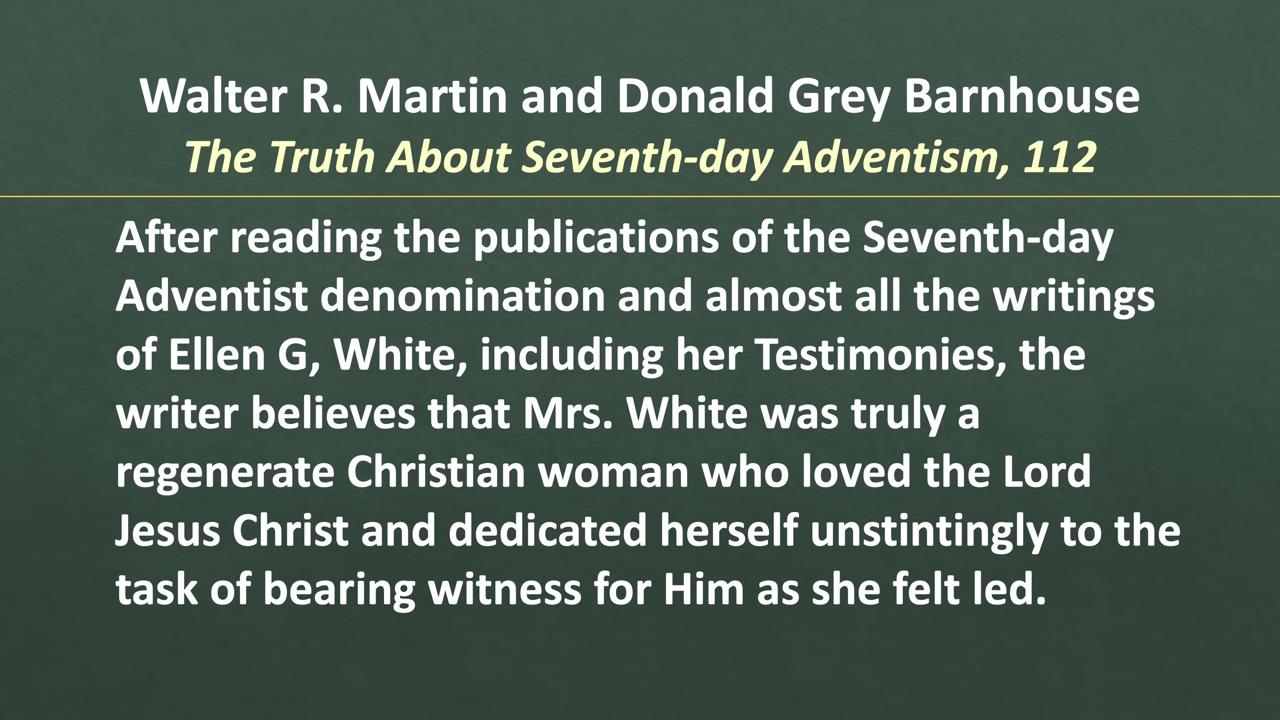 Walter R. Martin and Donald Grey Barnhouse
The Truth About Seventh-day Adventism, 112
After reading the publications of the Seventh-day
Adventist denomination and almost all the writings
of Ellen G, White, including her Testimonies, the
writer believes that Mrs. White was truly a
regenerate Christian woman who loved the Lord
Jesus Christ and dedicated herself unstintingly to the
task of bearing witness for Him as she felt led.